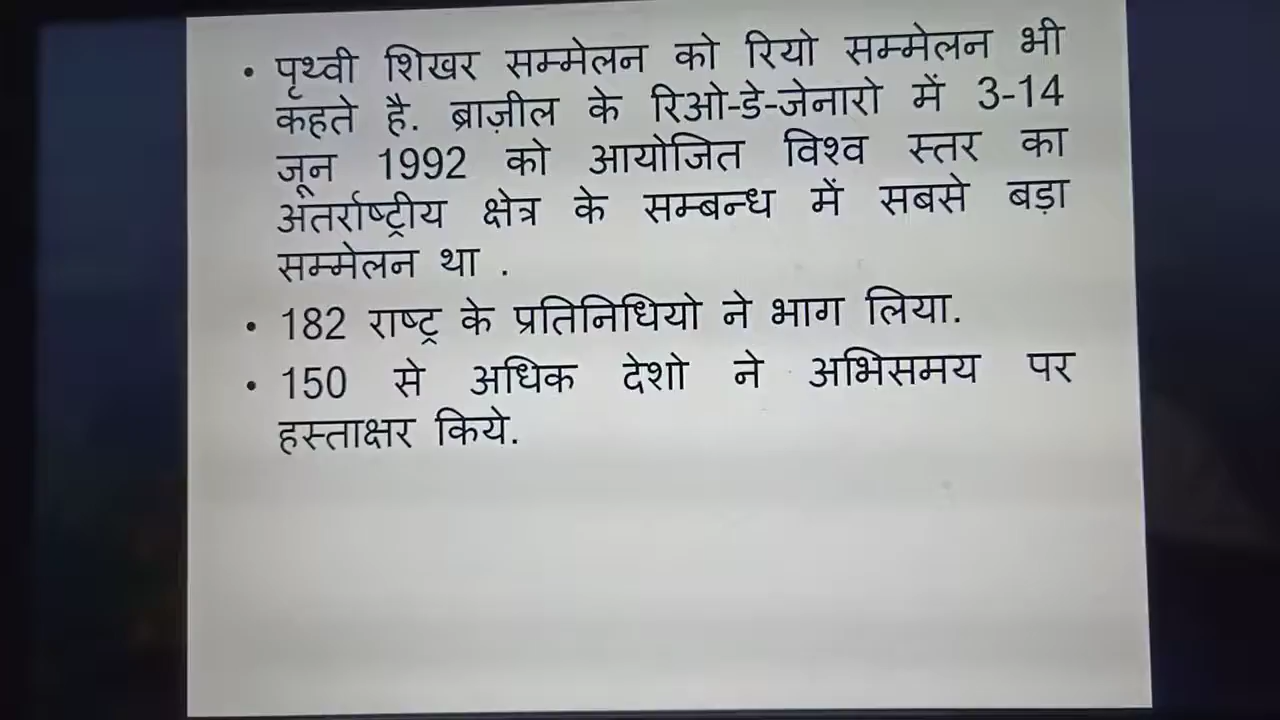 • पृथ्वी शिखर सम्मेलन को रियो सम्मेलन भी
कहते है. ब्राज़ील के रिओ-डे-जेनारो में 3-14
जून 1992 को आयोजित विश्व स्तर का
अंतर्राष्ट्रीय क्षेत्र के सम्बन्ध में सबसे बड़ा
सम्मेलन था .
• 182 राष्ट्र के प्रतिनिधियो ने भाग लिया.
• 150 से अधिक देशो ने अभिसमय पर
हस्ताक्षर किये.